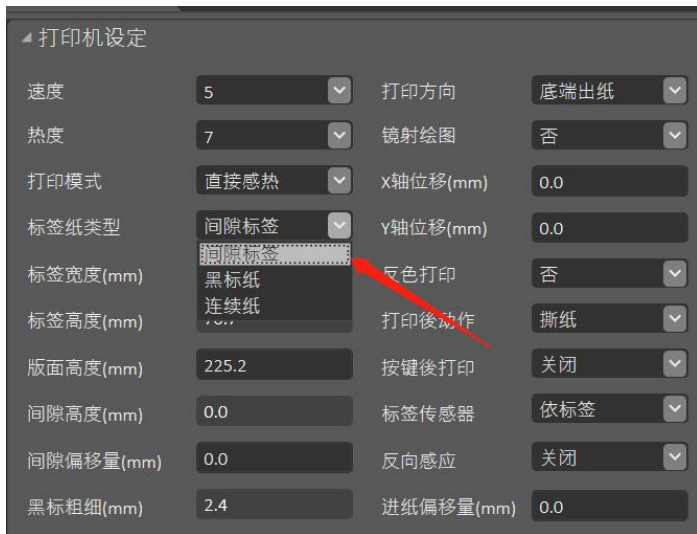 打印机设定
速度 5 打印方向 底端出纸
热度 7 镜射绘图 否
打印模式 直接感热 X轴位移(mm) 0.0
标签纸类型 间隙标签 Y轴位移(mm) 0.0
间隙标签
标签宽度(mm) 黑标纸 反色打印 否
连续纸
标签高度(mm) 打印後动作 撕纸
版面高度(mm) 225.2 按键後打印 关闭
间隙高度(mm) 0.0 标签传感器 依标签
间隙偏移量(mm) 0.0 反向感应 关闭
黑标粗细(mm) 2.4 进纸偏移量(mm) 0.0